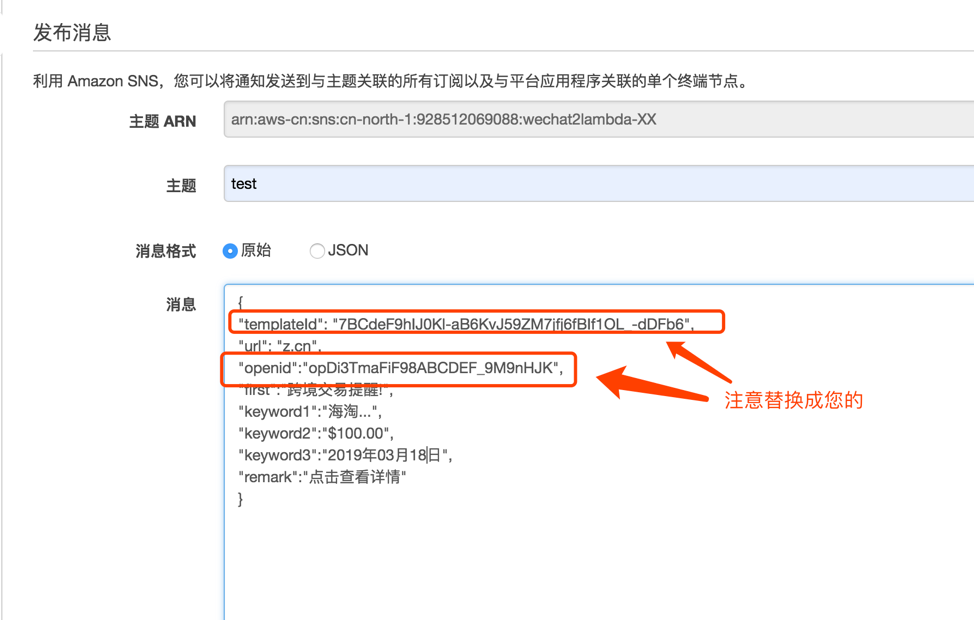 发布消息
利用 Amazon SNS，您可以将通知发送到与主题关联的所有订阅以及与平台应用程序关联的单个终端节点。
主题 ARN arn:aws-cn:sns:cn-north-1:928512069088:wechat2lambda-XX
主题 test
消息格式 原始 JSON
消息 {
"templateId": "7BCdeF9hIJ0Kl-aB6KvJ59ZM7jfj6fBIf1OL_-dDFb6",
"url": "z.cn",
"openid":"opDi3TmaFiF98ABCDEF_9M9nHJK",
"first":"跨境交易提醒!",
"keyword1":"海淘...",
注意替换成您的
"keyword2":"$100.00",
"keyword3":"2019年03月18日",
"remark":"点击查看详情"
}